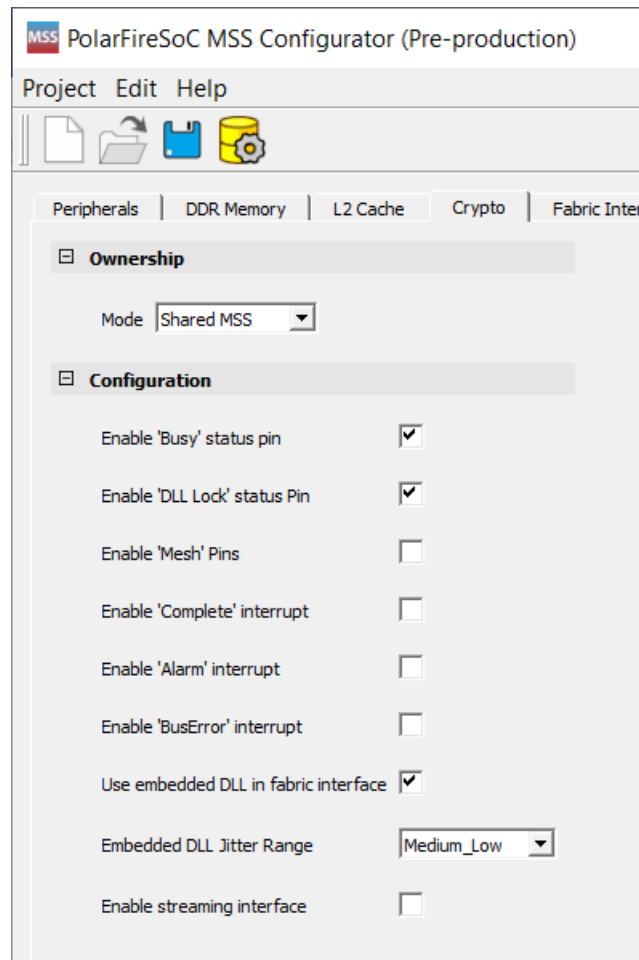 MSS PolarFireSoC MSS Configurator (Pre-production)
Project Edit Help
Peripherals DDR Memory L2 Cache Crypto Fabric Inter
Ownership
Mode Shared MSS
Configuration
Enable 'Busy' status pin
Enable 'DLL Lock' status Pin
Enable 'Mesh' Pins
Enable 'Complete' interrupt
Enable 'Alarm' interrupt
Enable 'BusError' interrupt
Use embedded DLL in fabric interface
Embedded DLL Jitter Range Medium_Low
Enable streaming interface